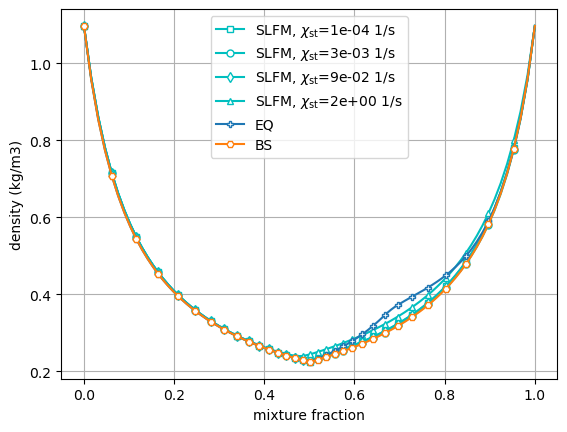 SLFM, χst=1e-04 1/s
SLFM, χst=3e-03 1/s
SLFM, χst=9e-02 1/s
SLFM, χst=2e+00 1/s
EQ
BS
density (kg/m3)
1.0
0.8
0.6
0.4
0.2
0.0 0.2 0.4 0.6 0.8 1.0
mixture fraction